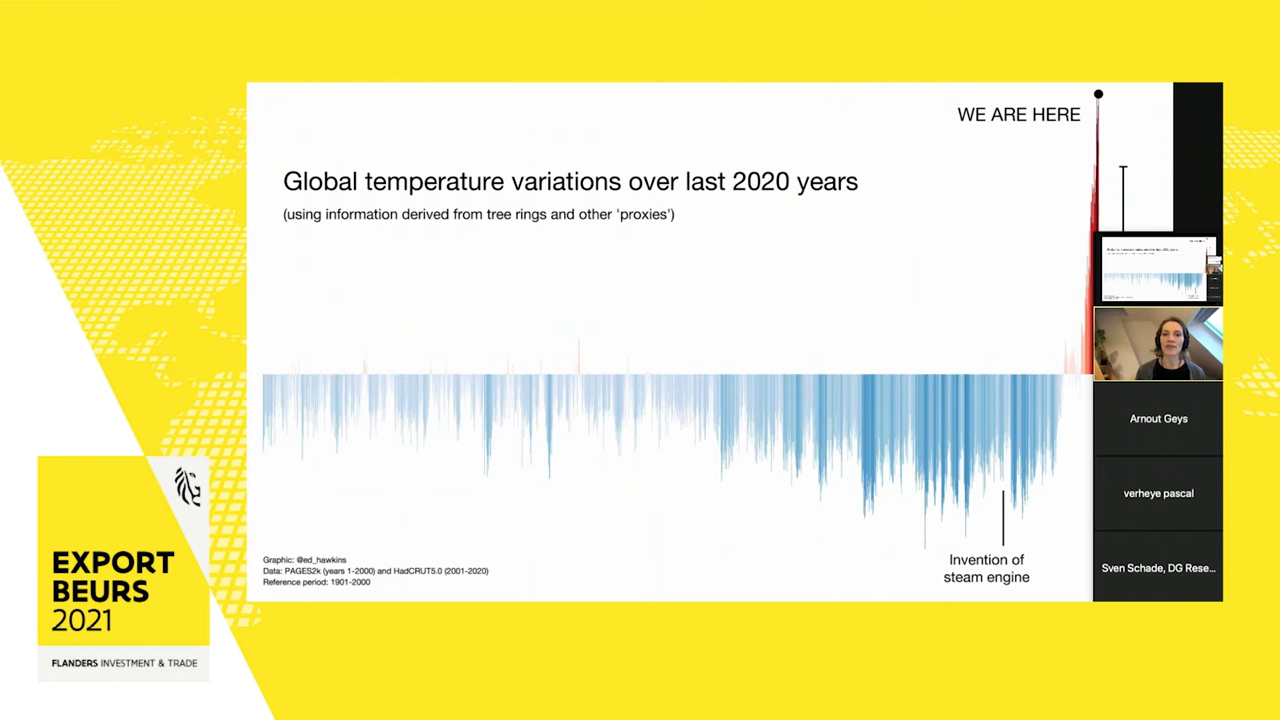 WE ARE HERE
Global temperature variations over last 2020 years
(using information derived from tree rings and other 'proxies')
Arnout Geys
verheye pascal
Sven Schade, DG Rese...
Invention of
steam engine
Graphic: @ed_hawkins
Data: PAGES2k (years 1-2000) and HadCRUT5.0 (2001-2020)
Reference period: 1901-2000
EXPORT
BEURS
2021
FLANDERS INVESTMENT & TRADE